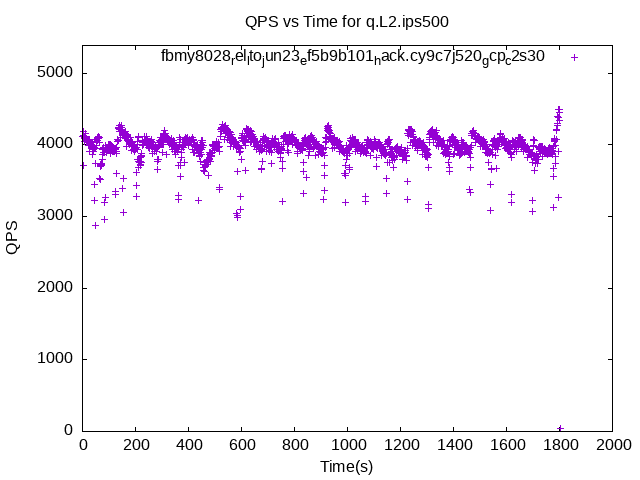 QPS vs Time for q.L2.ips500
fbmy8028_rel_lto_jun23_ef5b9b101_hack.cy9c7j520_gcp_c2s30
5000
4000
3000
2000
1000
0
QPS
0 200 400 600 800 1000 1200 1400 1600 1800 2000
Time(s)